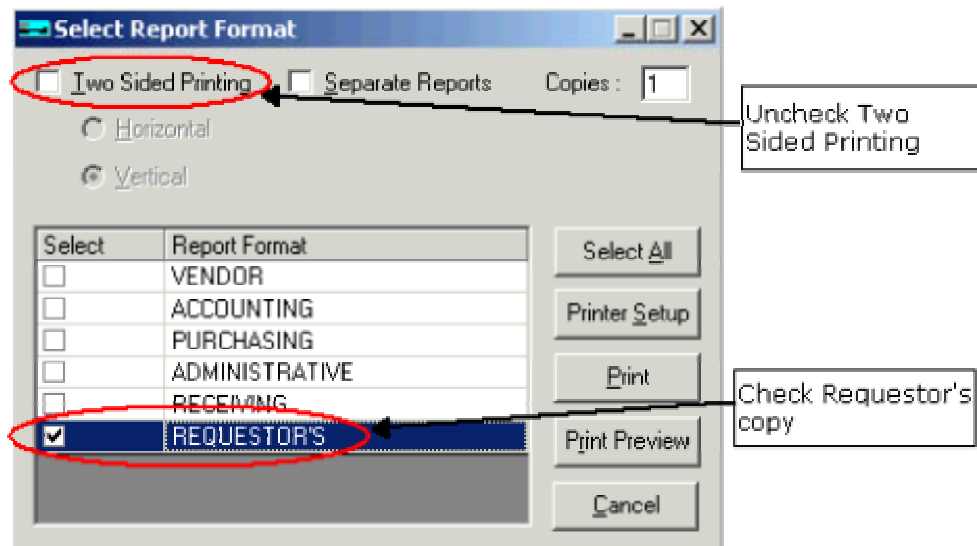 Select Report Format
Two Sided Printing Separate Reports Copies : 1
Uncheck Two
Sided Printing
Horizontal
Vertical
Select Report Format
VENDOR
ACCOUNTING
PURCHASING
ADMINISTRATIVE
RECEIVING
REQUESTOR'S
Select All
Printer Setup
Print
Print Preview
Cancel
Check Requestor's
copy